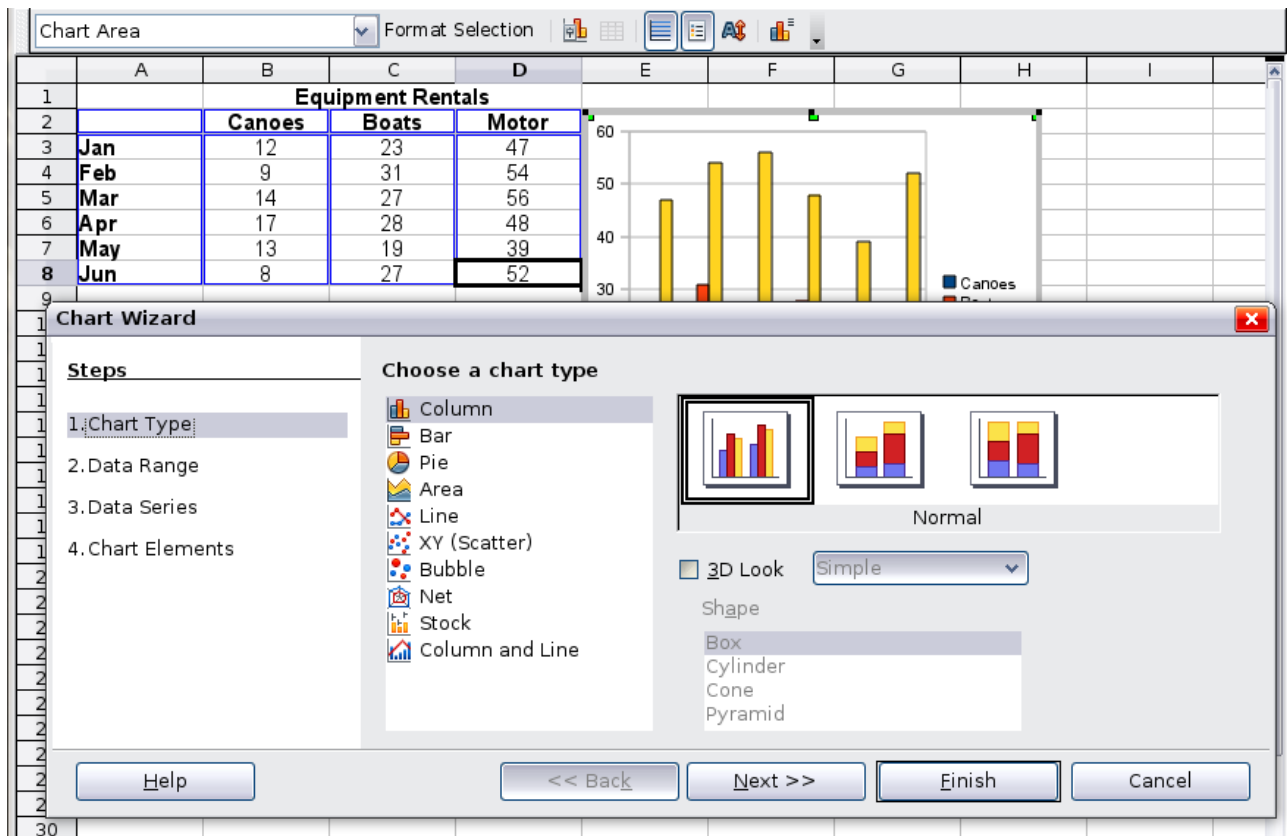 Chart Area Format Selection
A B C D E F G H I
1 Equipment Rentals
2 Canoes Boats Motor
3 Jan 12 23 47
4 Feb 9 31 54
5 Mar 14 27 56
6 Apr 17 28 48
7 May 13 19 39
8 Jun 8 27 52
9
60
50
40
30
Canoes
Chart Wizard
Steps
1.Chart Type
2.Data Range
3.Data Series
4.Chart Elements
Choose a chart type
Column
Bar
Pie
Area
Line
XY (Scatter)
Bubble
Net
Stock
Column and Line
Normal
3D Look Simple
Shape
Box
Cylinder
Cone
Pyramid
Help << Back Next >> Finish Cancel
30